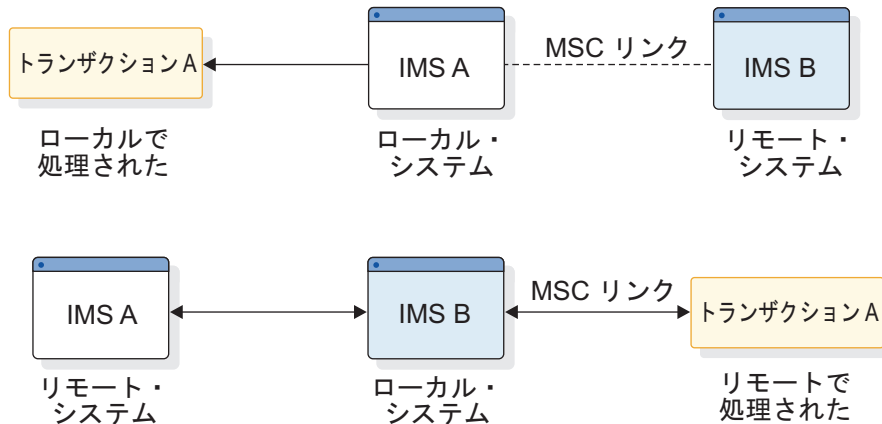 トランザクション A
IMS A
MSC リンク
IMS B
ローカルで
処理された
ローカル・
システム
リモート・
システム
IMS A
IMS B
MSC リンク
トランザクション A
リモート・
システム
ローカル・
システム
リモートで
処理された